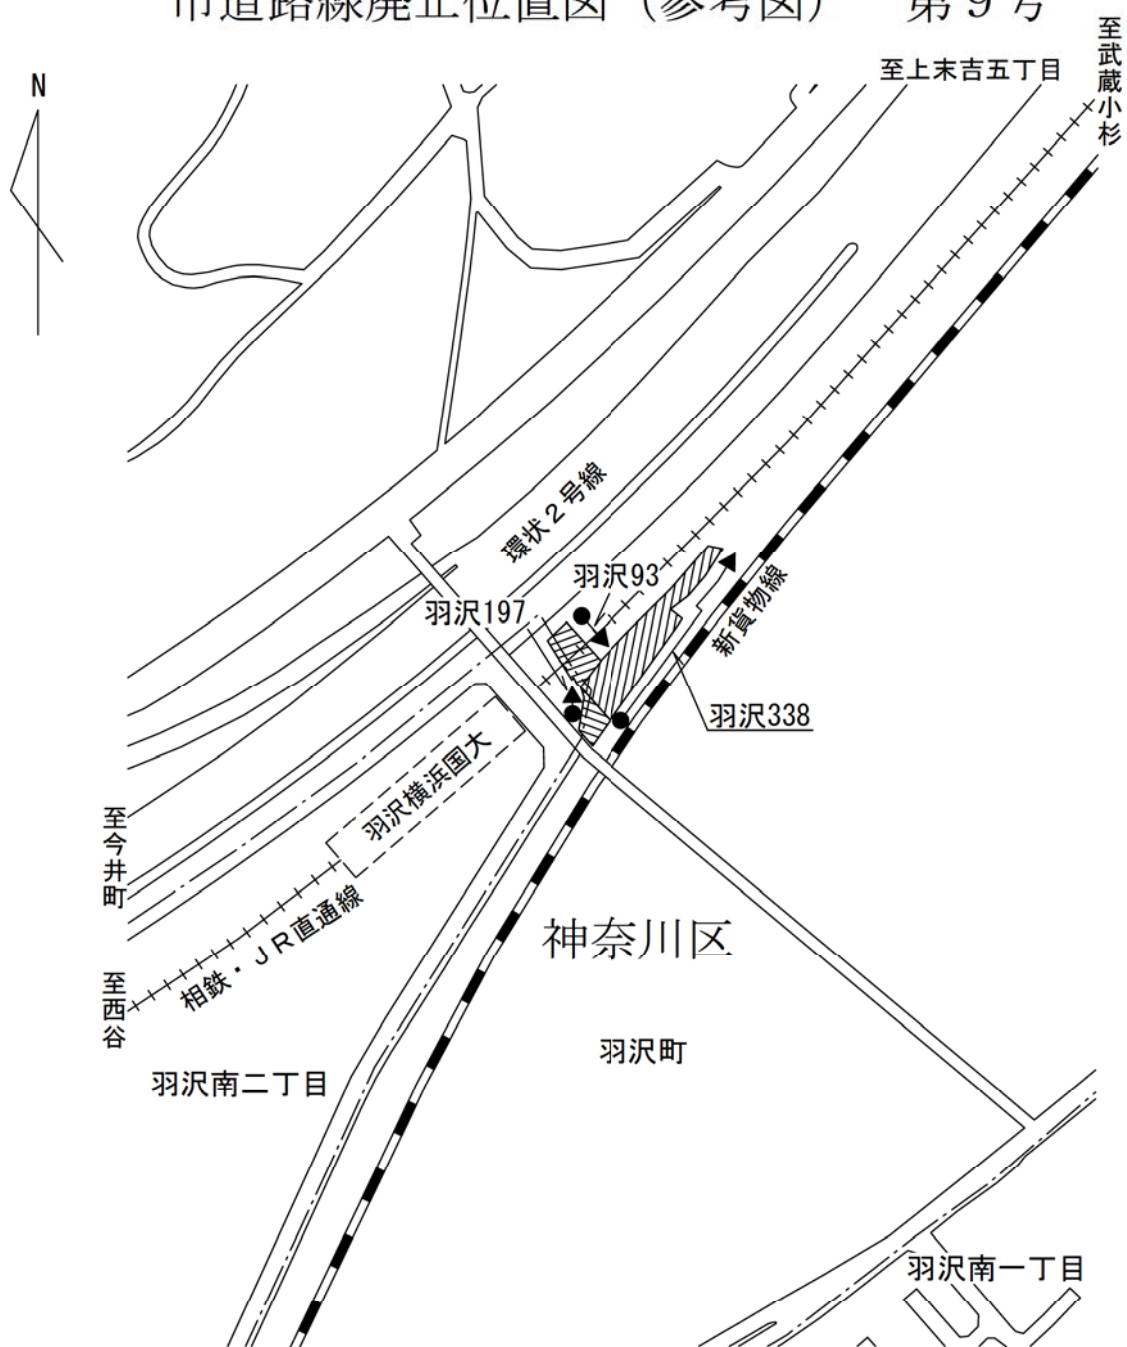 市道路線廃止位置図（参考図）　第９号
至武蔵小杉
至上末吉五丁目
N
環状２号線
羽沢93
羽沢197
新貨物線
羽沢338
羽沢横浜国大
至今井町
相鉄・ＪＲ直通線
神奈川区
至西谷
羽沢町
羽沢南二丁目
羽沢南一丁目